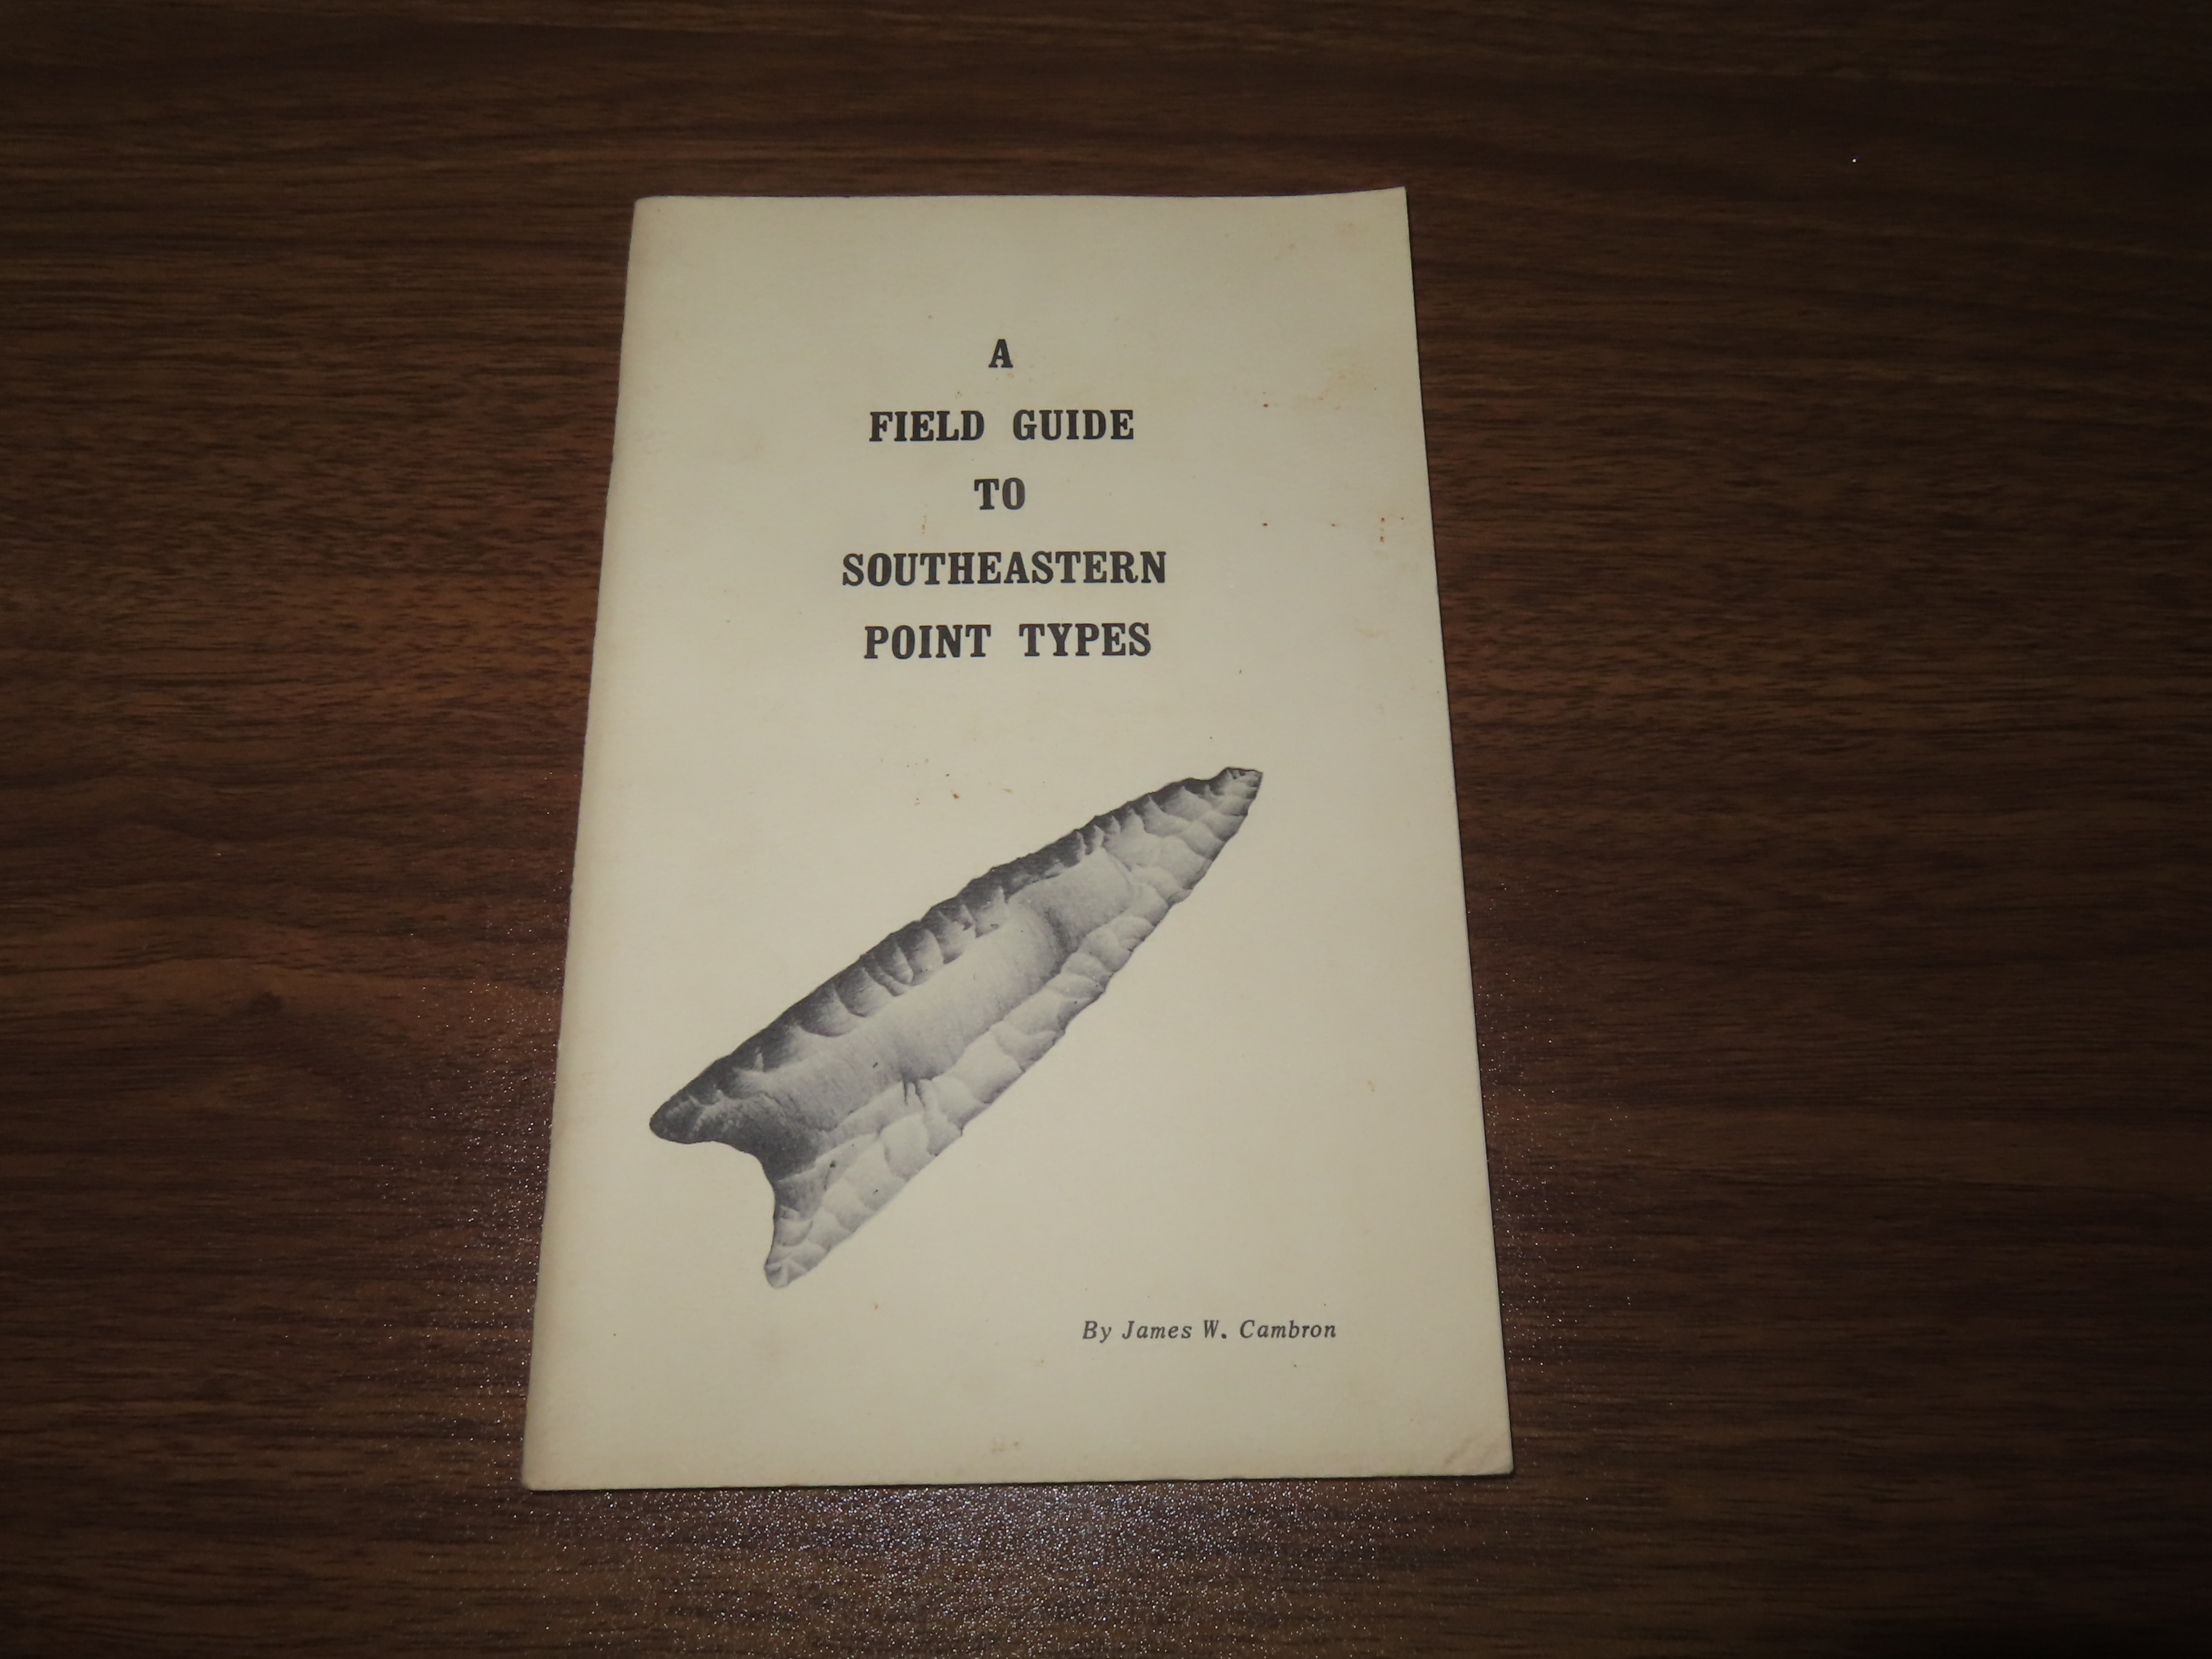 A
FIELD GUIDE
TO
SOUTHEASTERN
POINT TYPES
By James W. Cambron